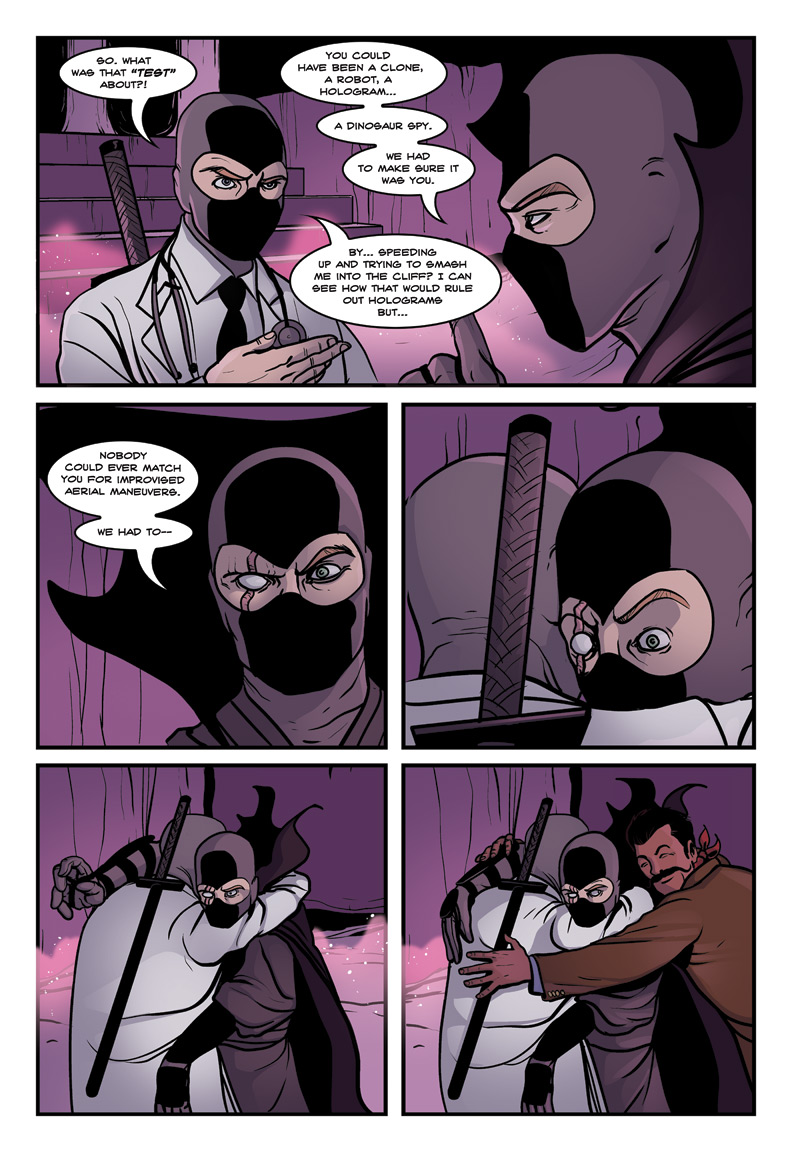 SO. WHAT
WAS THAT "TEST"
ABOUT?!
YOU COULD
HAVE BEEN A CLONE,
A ROBOT, A
HOLOGRAM...
A DINOSAUR SPY.
WE HAD
TO MAKE SURE IT
WAS YOU.
BY... SPEEDING
UP AND TRYING TO SMASH
ME INTO THE CLIFF? I CAN
SEE HOW THAT WOULD RULE
OUT HOLOGRAMS
BUT...
NOBODY
COULD EVER MATCH
YOU FOR IMPROVISED
AERIAL MANEUVERS.
WE HAD TO--